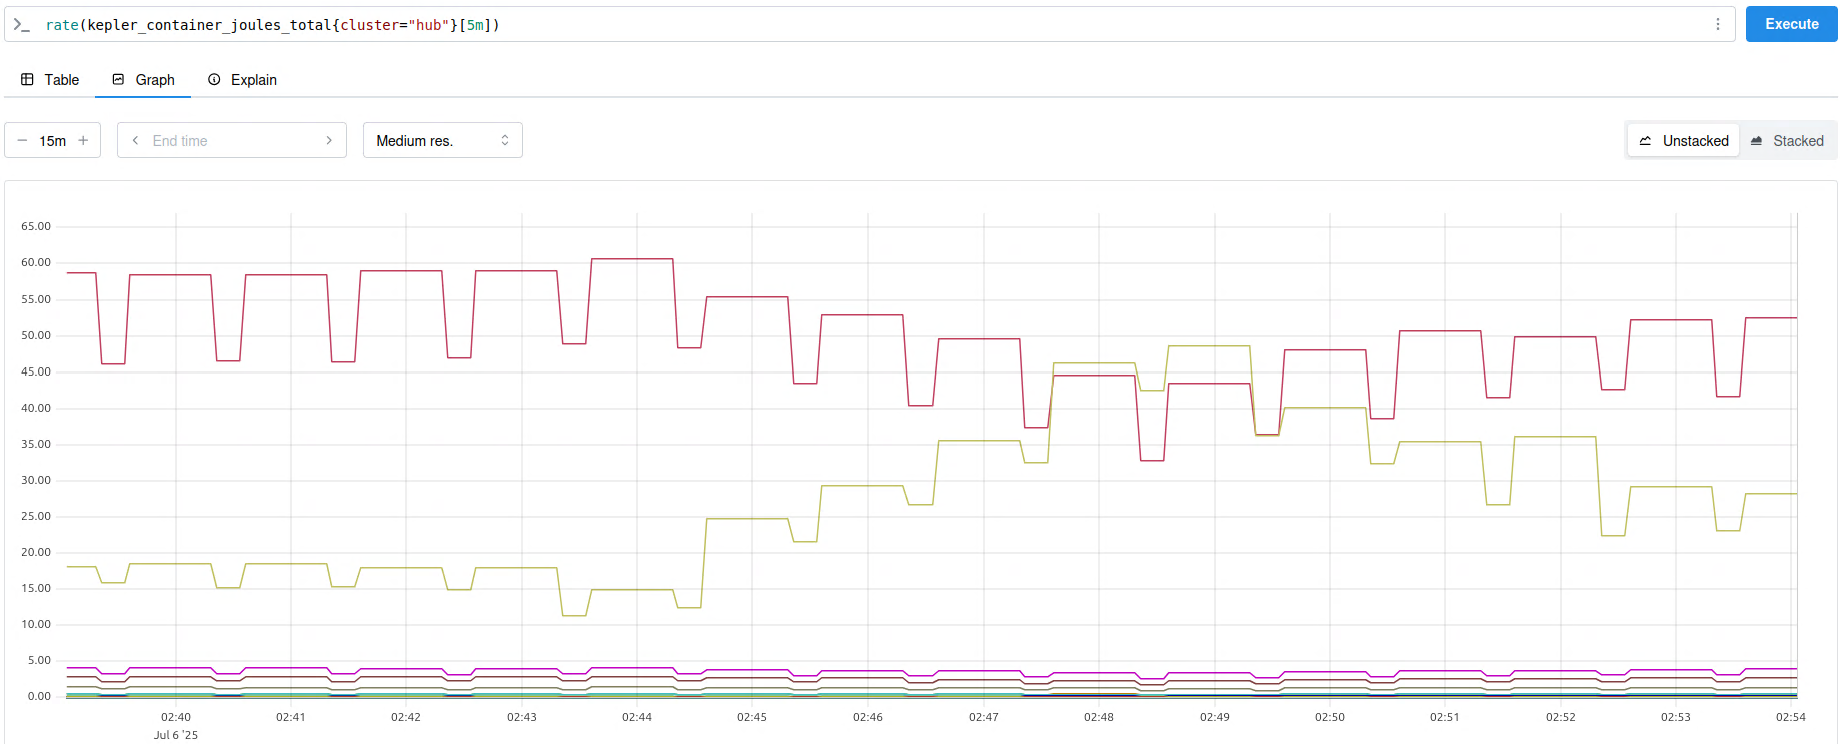 >_ rate(kepler_container_joules_total{cluster="hub"}[5m])
Execute
Table Graph Explain
− 15m + < End time > Medium res.
Unstacked Stacked
65.00
60.00
55.00
50.00
45.00
40.00
35.00
30.00
25.00
20.00
15.00
10.00
5.00
0.00
02:40 02:41 02:42 02:43 02:44 02:45 02:46 02:47 02:48 02:49 02:50 02:51 02:52 02:53 02:54
Jul 6 '25